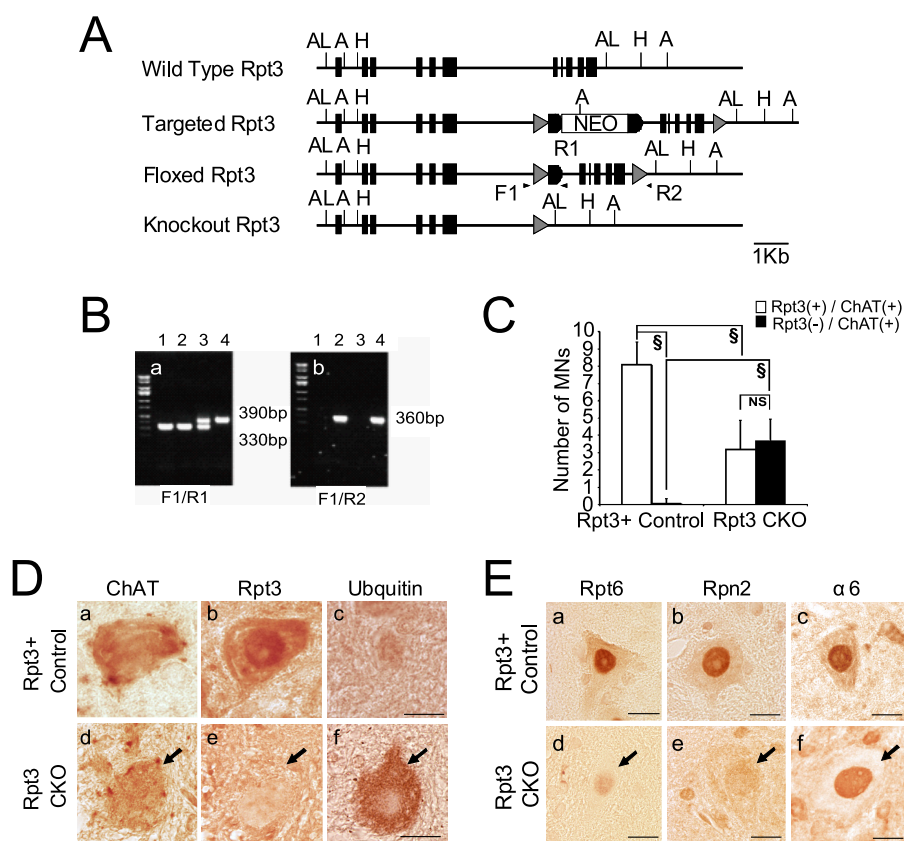 A
AL A H AL H A
Wild Type Rpt3
AL A H A AL H A
Targeted Rpt3 NEO
AL A H R1 AL H A
Floxed Rpt3
F1 R2
AL A H AL H A
Knockout Rpt3
1Kb
B
1 2 3 4 1 2 3 4
a b
390bp 360bp
330bp
F1/R1 F1/R2
C
Rpt3(+) / ChAT(+)
Rpt3(-) / ChAT(+)
Number of MNs
10
9
8
7
6
5
4
3
2
1
0
§ § § NS
Rpt3+ Control Rpt3 CKO
D
ChAT Rpt3 Ubquitin
Rpt3+
Control
a b c
Rpt3
CKO
d e f
E
Rpt6 Rpn2 α 6
Rpt3+
Control
a b c
Rpt3
CKO
d e f